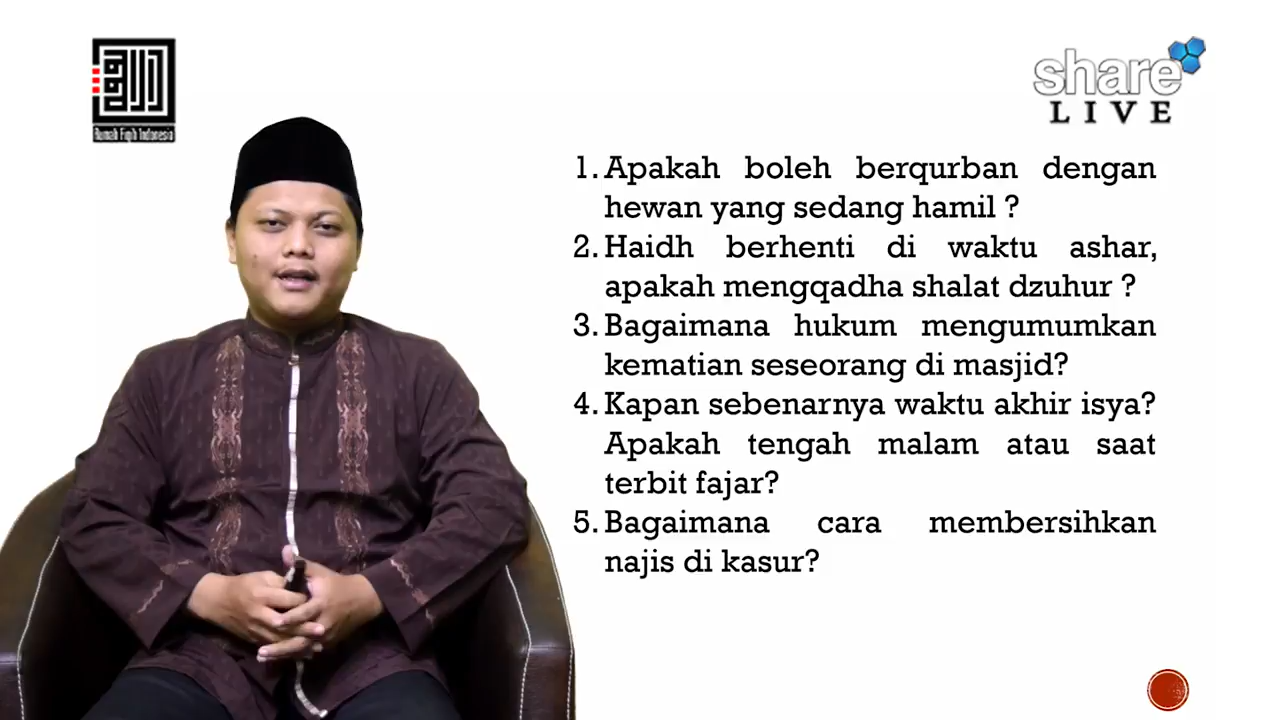 Rumah Fiqih Indonesia
share
LIVE
1. Apakah boleh berqurban dengan
hewan yang sedang hamil ?
2. Haidh berhenti di waktu ashar,
apakah mengqadha shalat dzuhur ?
3. Bagaimana hukum mengumumkan
kematian seseorang di masjid?
4. Kapan sebenarnya waktu akhir isya?
Apakah tengah malam atau saat
terbit fajar?
5. Bagaimana cara membersihkan
najis di kasur?